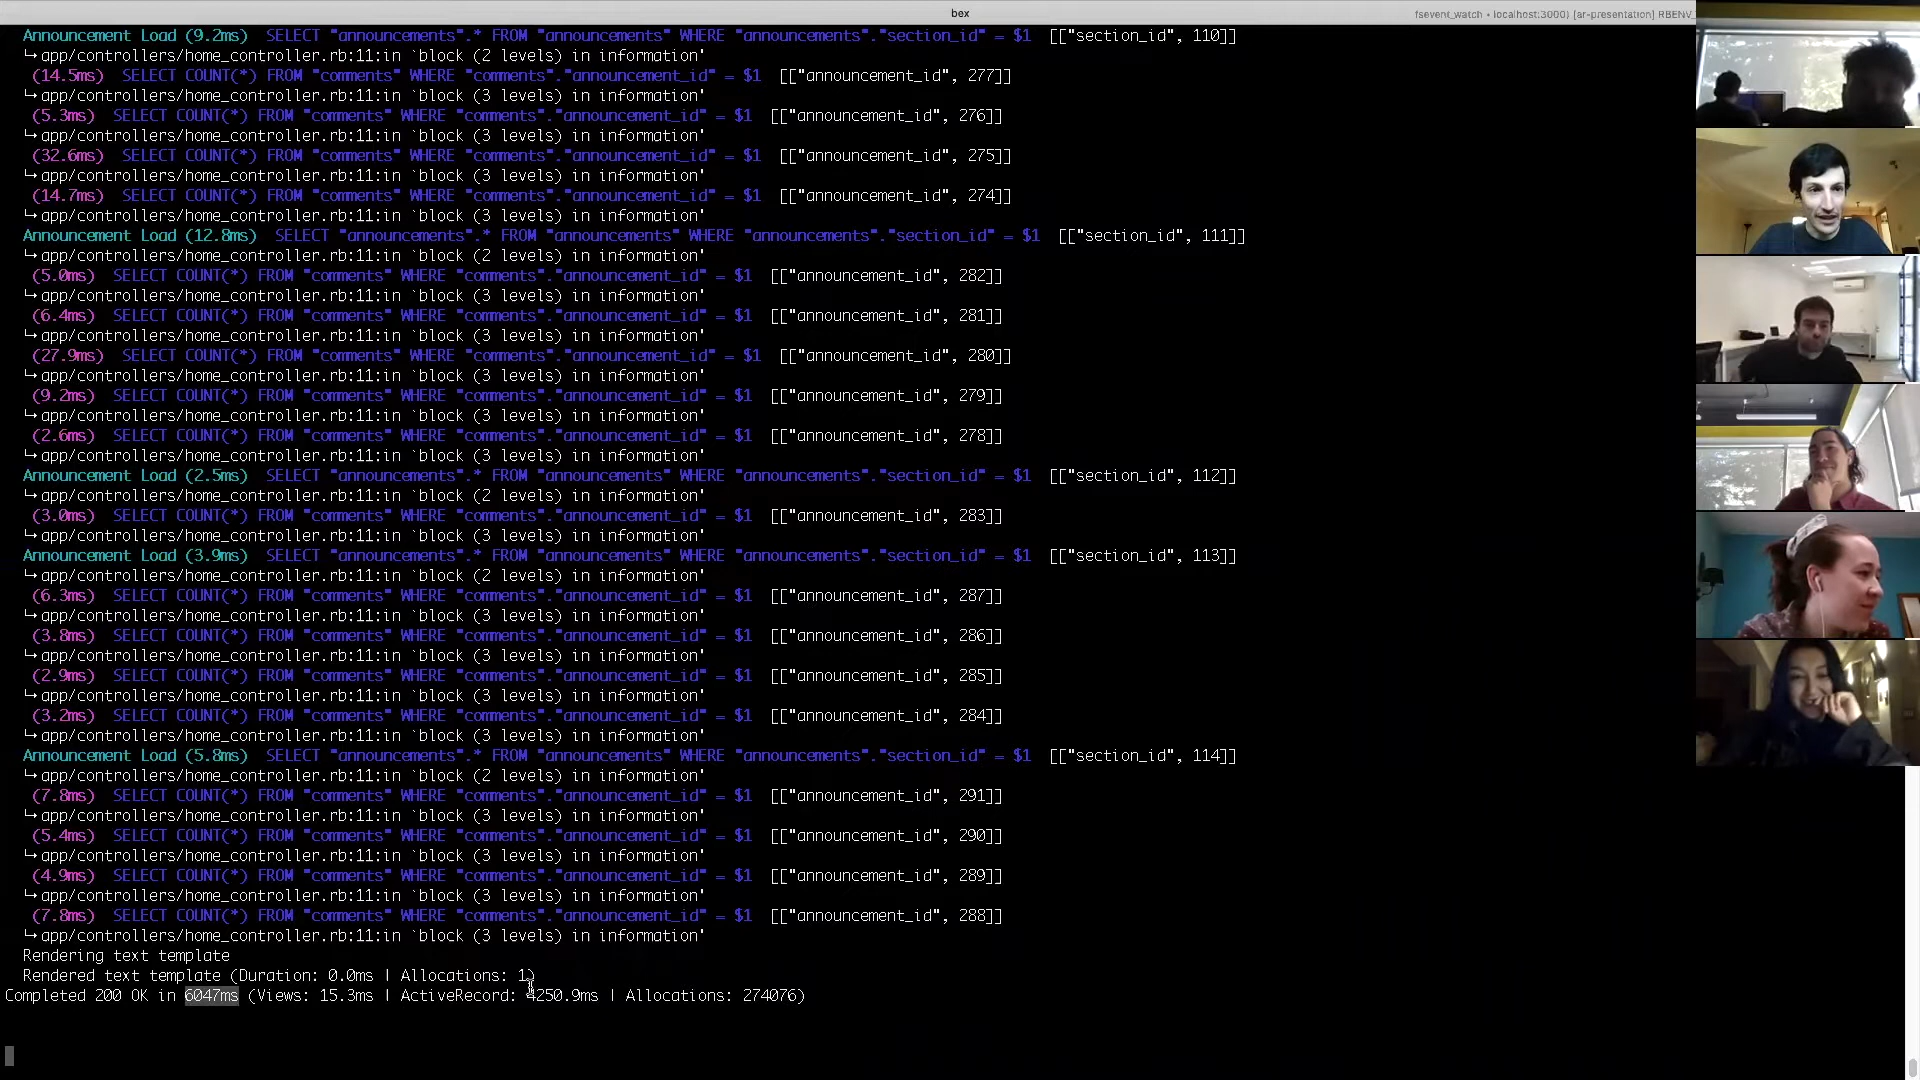 bex
fsevent_watch • localhost:3000) [ar-presentation] RBENV_
Announcement Load (9.2ms)  SELECT "announcements".* FROM "announcements" WHERE "announcements"."section_id" = $1  [["section_id", 110]]
↳ app/controllers/home_controller.rb:11:in `block (2 levels) in information'
(14.5ms)  SELECT COUNT(*) FROM "comments" WHERE "comments"."announcement_id" = $1  [["announcement_id", 277]]
↳ app/controllers/home_controller.rb:11:in `block (3 levels) in information'
(5.3ms)  SELECT COUNT(*) FROM "comments" WHERE "comments"."announcement_id" = $1  [["announcement_id", 276]]
↳ app/controllers/home_controller.rb:11:in `block (3 levels) in information'
(32.6ms)  SELECT COUNT(*) FROM "comments" WHERE "comments"."announcement_id" = $1  [["announcement_id", 275]]
↳ app/controllers/home_controller.rb:11:in `block (3 levels) in information'
(14.7ms)  SELECT COUNT(*) FROM "comments" WHERE "comments"."announcement_id" = $1  [["announcement_id", 274]]
↳ app/controllers/home_controller.rb:11:in `block (3 levels) in information'
Announcement Load (12.8ms)  SELECT "announcements".* FROM "announcements" WHERE "announcements"."section_id" = $1  [["section_id", 111]]
↳ app/controllers/home_controller.rb:11:in `block (2 levels) in information'
(5.0ms)  SELECT COUNT(*) FROM "comments" WHERE "comments"."announcement_id" = $1  [["announcement_id", 282]]
↳ app/controllers/home_controller.rb:11:in `block (3 levels) in information'
(6.4ms)  SELECT COUNT(*) FROM "comments" WHERE "comments"."announcement_id" = $1  [["announcement_id", 281]]
↳ app/controllers/home_controller.rb:11:in `block (3 levels) in information'
(27.9ms)  SELECT COUNT(*) FROM "comments" WHERE "comments"."announcement_id" = $1  [["announcement_id", 280]]
↳ app/controllers/home_controller.rb:11:in `block (3 levels) in information'
(9.2ms)  SELECT COUNT(*) FROM "comments" WHERE "comments"."announcement_id" = $1  [["announcement_id", 279]]
↳ app/controllers/home_controller.rb:11:in `block (3 levels) in information'
(2.6ms)  SELECT COUNT(*) FROM "comments" WHERE "comments"."announcement_id" = $1  [["announcement_id", 278]]
↳ app/controllers/home_controller.rb:11:in `block (3 levels) in information'
Announcement Load (2.5ms)  SELECT "announcements".* FROM "announcements" WHERE "announcements"."section_id" = $1  [["section_id", 112]]
↳ app/controllers/home_controller.rb:11:in `block (2 levels) in information'
(3.0ms)  SELECT COUNT(*) FROM "comments" WHERE "comments"."announcement_id" = $1  [["announcement_id", 283]]
↳ app/controllers/home_controller.rb:11:in `block (3 levels) in information'
Announcement Load (3.9ms)  SELECT "announcements".* FROM "announcements" WHERE "announcements"."section_id" = $1  [["section_id", 113]]
↳ app/controllers/home_controller.rb:11:in `block (2 levels) in information'
(6.3ms)  SELECT COUNT(*) FROM "comments" WHERE "comments"."announcement_id" = $1  [["announcement_id", 287]]
↳ app/controllers/home_controller.rb:11:in `block (3 levels) in information'
(3.8ms)  SELECT COUNT(*) FROM "comments" WHERE "comments"."announcement_id" = $1  [["announcement_id", 286]]
↳ app/controllers/home_controller.rb:11:in `block (3 levels) in information'
(2.9ms)  SELECT COUNT(*) FROM "comments" WHERE "comments"."announcement_id" = $1  [["announcement_id", 285]]
↳ app/controllers/home_controller.rb:11:in `block (3 levels) in information'
(3.2ms)  SELECT COUNT(*) FROM "comments" WHERE "comments"."announcement_id" = $1  [["announcement_id", 284]]
↳ app/controllers/home_controller.rb:11:in `block (3 levels) in information'
Announcement Load (5.8ms)  SELECT "announcements".* FROM "announcements" WHERE "announcements"."section_id" = $1  [["section_id", 114]]
↳ app/controllers/home_controller.rb:11:in `block (2 levels) in information'
(7.8ms)  SELECT COUNT(*) FROM "comments" WHERE "comments"."announcement_id" = $1  [["announcement_id", 291]]
↳ app/controllers/home_controller.rb:11:in `block (3 levels) in information'
(5.4ms)  SELECT COUNT(*) FROM "comments" WHERE "comments"."announcement_id" = $1  [["announcement_id", 290]]
↳ app/controllers/home_controller.rb:11:in `block (3 levels) in information'
(4.9ms)  SELECT COUNT(*) FROM "comments" WHERE "comments"."announcement_id" = $1  [["announcement_id", 289]]
↳ app/controllers/home_controller.rb:11:in `block (3 levels) in information'
(7.8ms)  SELECT COUNT(*) FROM "comments" WHERE "comments"."announcement_id" = $1  [["announcement_id", 288]]
↳ app/controllers/home_controller.rb:11:in `block (3 levels) in information'
Rendering text template
Rendered text template (Duration: 0.0ms | Allocations: 1)
Completed 200 OK in 6047ms (Views: 15.3ms | ActiveRecord: 4250.9ms | Allocations: 274076)